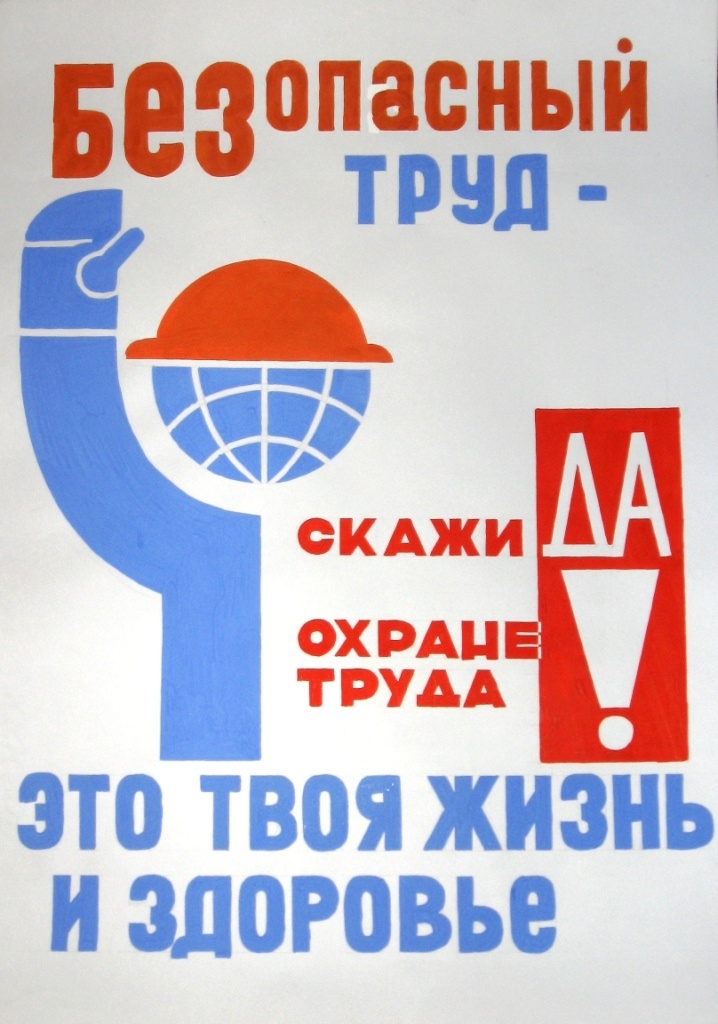 Безопасный
ТРУД -
СКАЖИ ДА!
ОХРАНЕ
ТРУДА
ЭТО ТВОЯ ЖИЗНЬ
И ЗДОРОВЬЕ